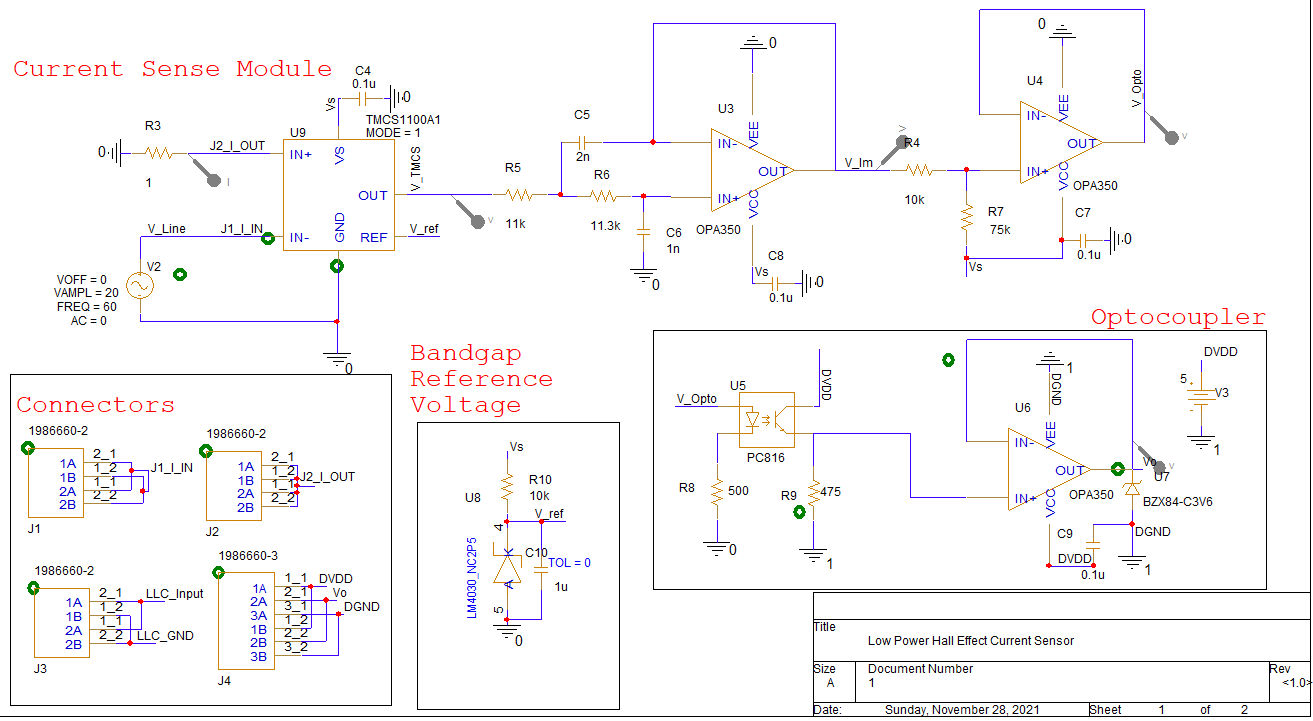 Current Sense Module
R3
1
0
J2_I_OUT
I
C4
0.1u
0
Vs
TMCS1100A1
MODE = 1
U9
IN+
VS
OUT
GND
IN-
REF
V_TMCS
V
V_ref
V_Line
J1_I_IN
V2
VOFF = 0
VAMPL = 20
FREQ = 60
AC = 0
0
R5
11k
C5
2n
R6
11.3k
C6
1n
0
U3
0
IN-
VEE
OUT
IN+
VCC
OPA350
Vs
C8
0.1u
0
V_Im
V
R4
10k
R7
75k
Vs
C7
0.1u
0
U4
0
IN-
VEE
OUT
IN+
VCC
OPA350
V_Opto
V
Optocoupler
U5
V_Opto
PC816
DVDD
R8
500
0
R9
475
1
U6
1
DGND
IN-
VEE
OUT
IN+
VCC
OPA350
Vo
V
U7
BZX84-C3V6
DGND
1
C9
DVDD
0.1u
DVDD
5
+
-
V3
1
Bandgap
Reference
Voltage
Vs
R10
10k
U8
V_ref
4
K
A
5
LM4030_NC2P5
C10
TOL = 0
1u
0
Connectors
1986660-2
1A
1B
2A
2B
2_1
1_2
1_1
2_2
J1_I_IN
J1
1986660-2
1A
1B
2A
2B
2_1
1_2
1_1
2_2
J2_I_OUT
J2
1986660-2
1A
1B
2A
2B
2_1
1_2
1_1
2_2
LLC_Input
LLC_GND
J3
1986660-3
1A
2A
3A
1B
2B
3B
1_1
2_1
3_1
1_2
2_2
3_2
DVDD
Vo
DGND
J4
Title
Low Power Hall Effect Current Sensor
Size
A
Document Number
1
Rev
<1.0>
Date:
Sunday, November 28, 2021
Sheet 1 of 2